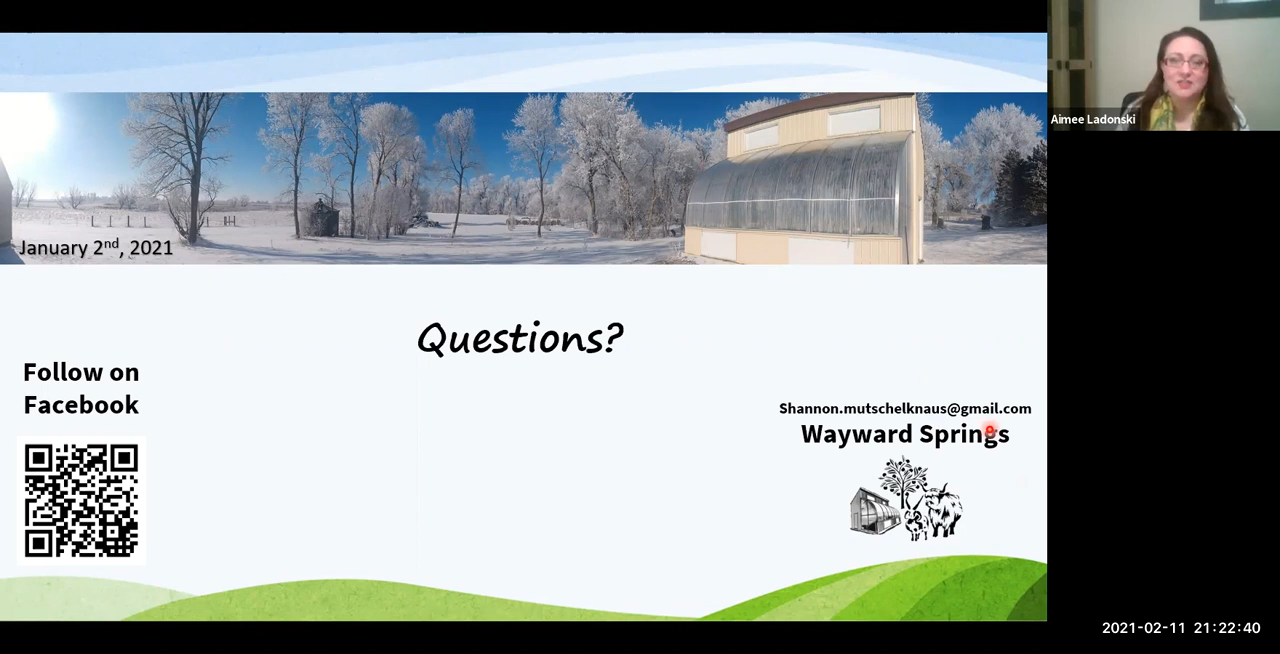 Aimee Ladonski
January 2nd, 2021
Questions?
Follow on
Facebook
Shannon.mutschelknaus@gmail.com
Wayward Springs
2021-02-11 21:22:40